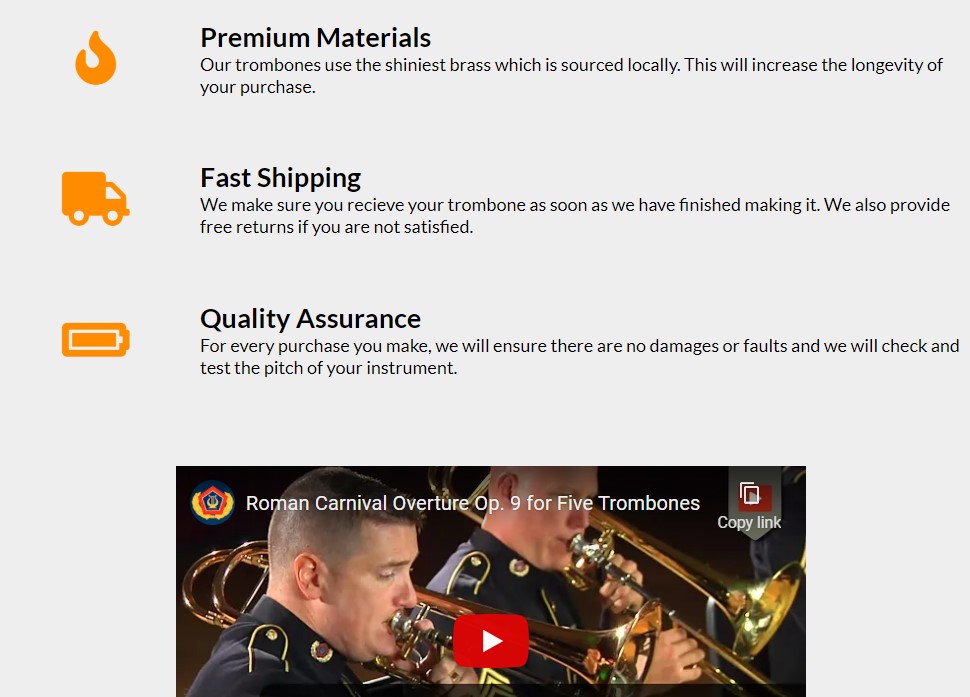 Premium Materials
Our trombones use the shiniest brass which is sourced locally. This will increase the longevity of
your purchase.
Fast Shipping
We make sure you recieve your trombone as soon as we have finished making it. We also provide
free returns if you are not satisfied.
Quality Assurance
For every purchase you make, we will ensure there are no damages or faults and we will check and
test the pitch of your instrument.
Roman Carnival Overture Op. 9 for Five Trombones
Copy link